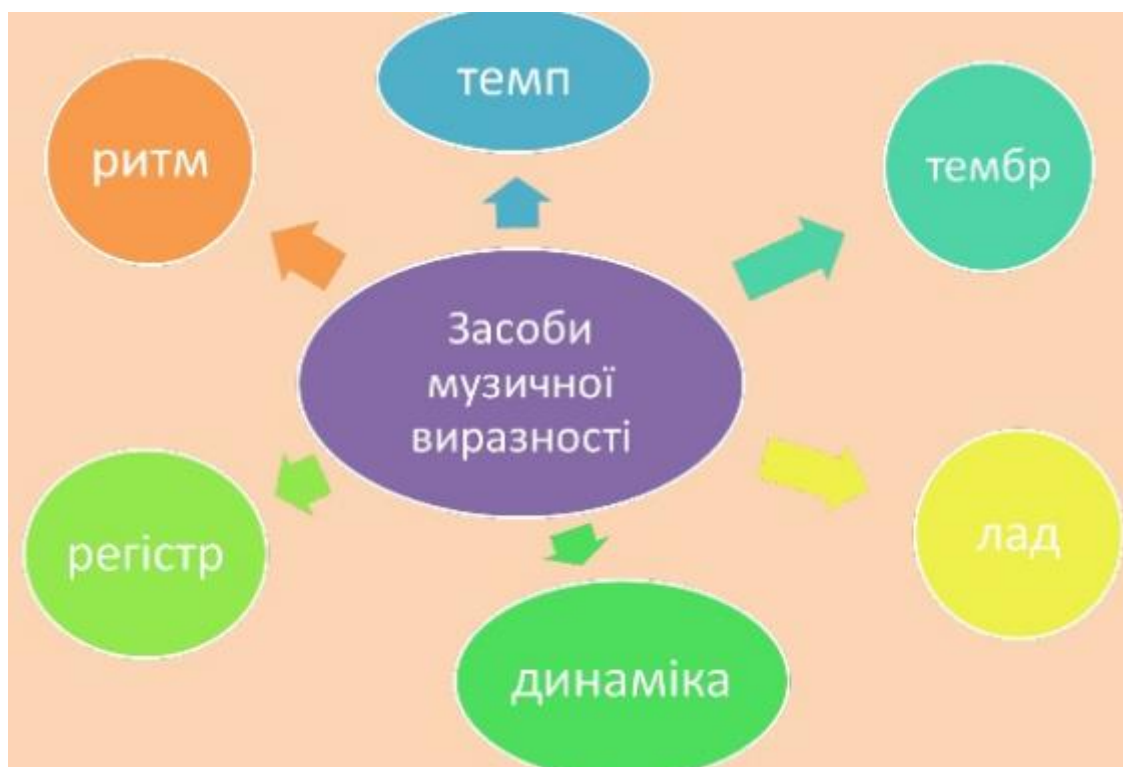 темп
ритм
тембр
Засоби
музичної
виразності
регістр
лад
динаміка